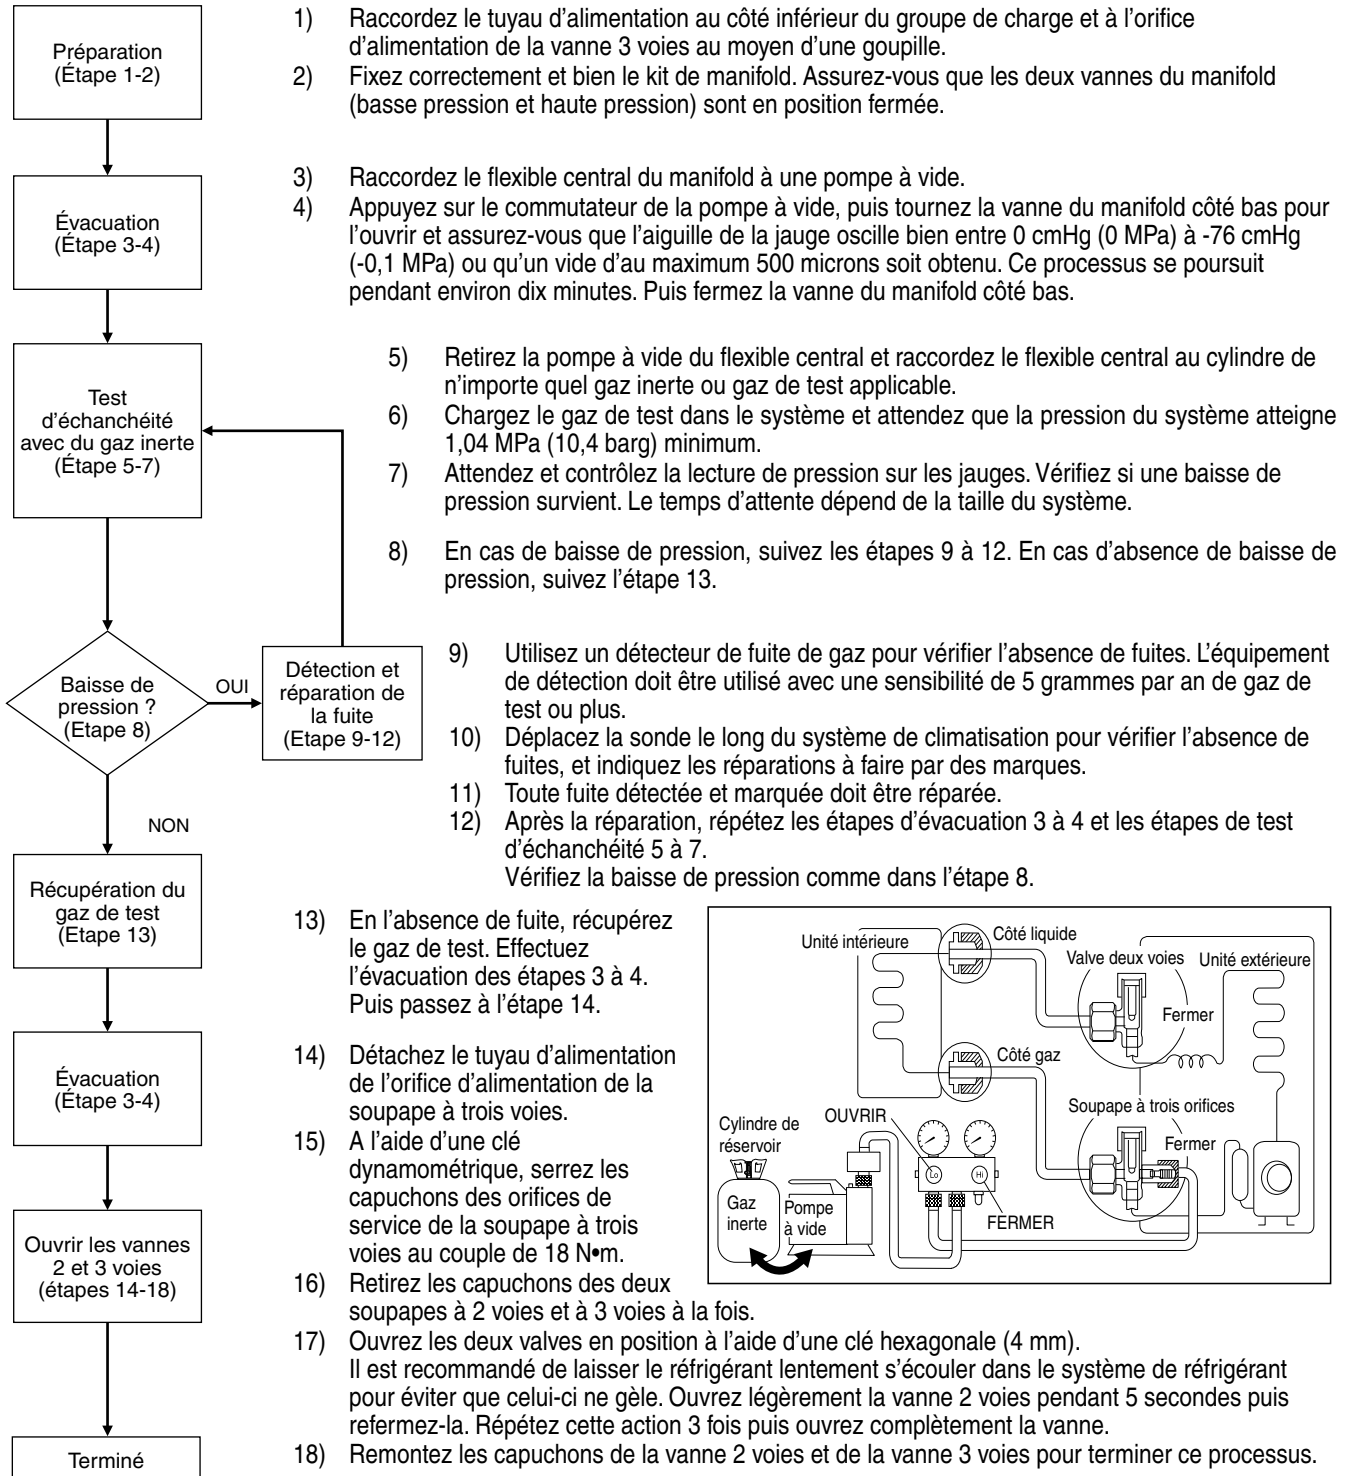 Préparation
(Étape 1-2)
1) Raccordez le tuyau d'alimentation au côté inférieur du groupe de charge et à l'orifice
d'alimentation de la vanne 3 voies au moyen d'une goupille.
2) Fixez correctement et bien le kit de manifold. Assurez-vous que les deux vannes du manifold
(basse pression et haute pression) sont en position fermée.
Évacuation
(Étape 3-4)
3) Raccordez le flexible central du manifold à une pompe à vide.
4) Appuyez sur le commutateur de la pompe à vide, puis tournez la vanne du manifold côté bas pour
l'ouvrir et assurez-vous que l'aiguille de la jauge oscille bien entre 0 cmHg (0 MPa) à -76 cmHg
(-0,1 MPa) ou qu'un vide d'au maximum 500 microns soit obtenu. Ce processus se poursuit
pendant environ dix minutes. Puis fermez la vanne du manifold côté bas.
Test
d'échanchéité
avec du gaz inerte
(Étape 5-7)
5) Retirez la pompe à vide du flexible central et raccordez le flexible central au cylindre de
n'importe quel gaz inerte ou gaz de test applicable.
6) Chargez le gaz de test dans le système et attendez que la pression du système atteigne
1,04 MPa (10,4 barg) minimum.
7) Attendez et contrôlez la lecture de pression sur les jauges. Vérifiez si une baisse de
pression survient. Le temps d'attente dépend de la taille du système.
8) En cas de baisse de pression, suivez les étapes 9 à 12. En cas d'absence de baisse de
pression, suivez l'étape 13.
Baisse de
pression ?
(Etape 8)
OUI
NON
Détection et
réparation de
la fuite
(Etape 9-12)
9) Utilisez un détecteur de fuite de gaz pour vérifier l'absence de fuites. L'équipement
de détection doit être utilisé avec une sensibilité de 5 grammes par an de gaz de
test ou plus.
10) Déplacez la sonde le long du système de climatisation pour vérifier l'absence de
fuites, et indiquez les réparations à faire par des marques.
11) Toute fuite détectée et marquée doit être réparée.
12) Après la réparation, répétez les étapes d'évacuation 3 à 4 et les étapes de test
d'échanchéité 5 à 7.
Vérifiez la baisse de pression comme dans l'étape 8.
Récupération du
gaz de test
(Etape 13)
13) En l'absence de fuite, récupérez
le gaz de test. Effectuez
l'évacuation des étapes 3 à 4.
Puis passez à l'étape 14.
Évacuation
(Étape 3-4)
14) Détachez le tuyau d'alimentation
de l'orifice d'alimentation de la
soupape à trois voies.
15) A l'aide d'une clé
dynamométrique, serrez les
capuchons des orifices de
service de la soupape à trois
voies au couple de 18 N•m.
Unité intérieure
Côté liquide
Valve deux voies
Unité extérieure
Fermer
Côté gaz
Soupape à trois orifices
Fermer
Cylindre de
réservoir
OUVRIR
Lo
Hi
Gaz
inerte
Pompe
à vide
FERMER
Ouvrir les vannes
2 et 3 voies
(étapes 14-18)
16) Retirez les capuchons des deux
soupapes à 2 voies et à 3 voies à la fois.
17) Ouvrez les deux valves en position à l'aide d'une clé hexagonale (4 mm).
Il est recommandé de laisser le réfrigérant lentement s'écouler dans le système de réfrigérant
pour éviter que celui-ci ne gèle. Ouvrez légèrement la vanne 2 voies pendant 5 secondes puis
refermez-la. Répétez cette action 3 fois puis ouvrez complètement la vanne.
18) Remontez les capuchons de la vanne 2 voies et de la vanne 3 voies pour terminer ce processus.
Terminé